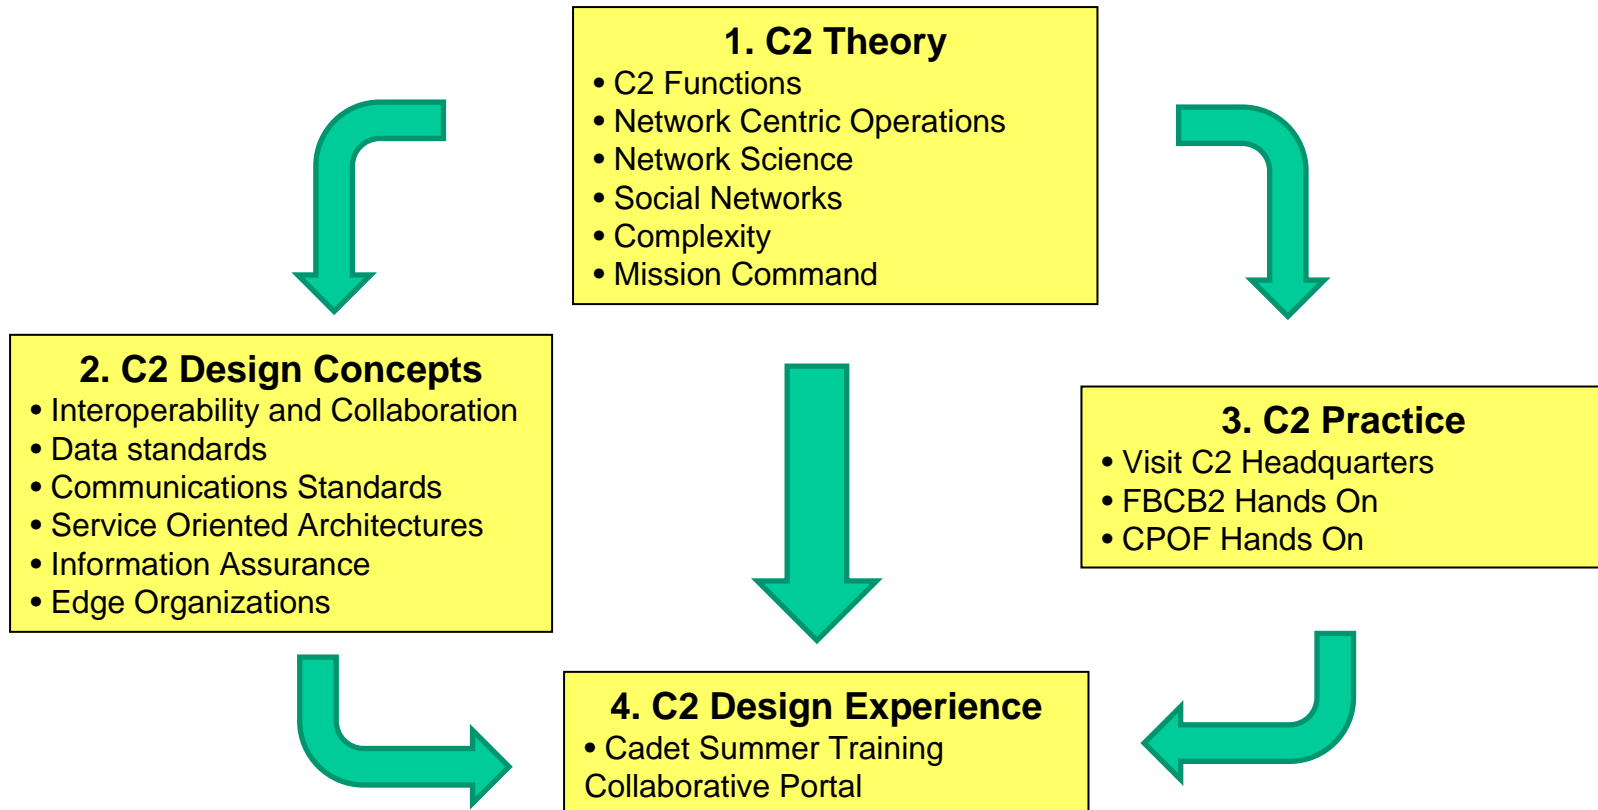 1. C2 Theory
• C2 Functions
• Network Centric Operations
• Network Science
• Social Networks
• Complexity
• Mission Command
2. C2 Design Concepts
• Interoperability and Collaboration
• Data standards
• Communications Standards
• Service Oriented Architectures
• Information Assurance
• Edge Organizations
3. C2 Practice
• Visit C2 Headquarters
• FBCB2 Hands On
• CPOF Hands On
4. C2 Design Experience
• Cadet Summer Training
Collaborative Portal